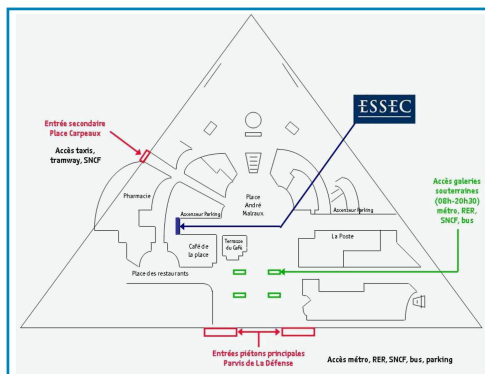 ESSEC
Entrée secondaire
Place Carpeaux
Accès taxis,
tramway, SNCF
Accès galeries
souterraines
(08h-20h30)
métro, RER,
SNCF, bus
Pharmacie
Place
André
Malraux
Ascenseur Parking
Ascenseur Parking
Café de
la place
Terrasse
du Café
La Poste
Place des restaurants
Entrées piétons principales
Parvis de La Défense
Accès métro, RER, SNCF, bus, parking